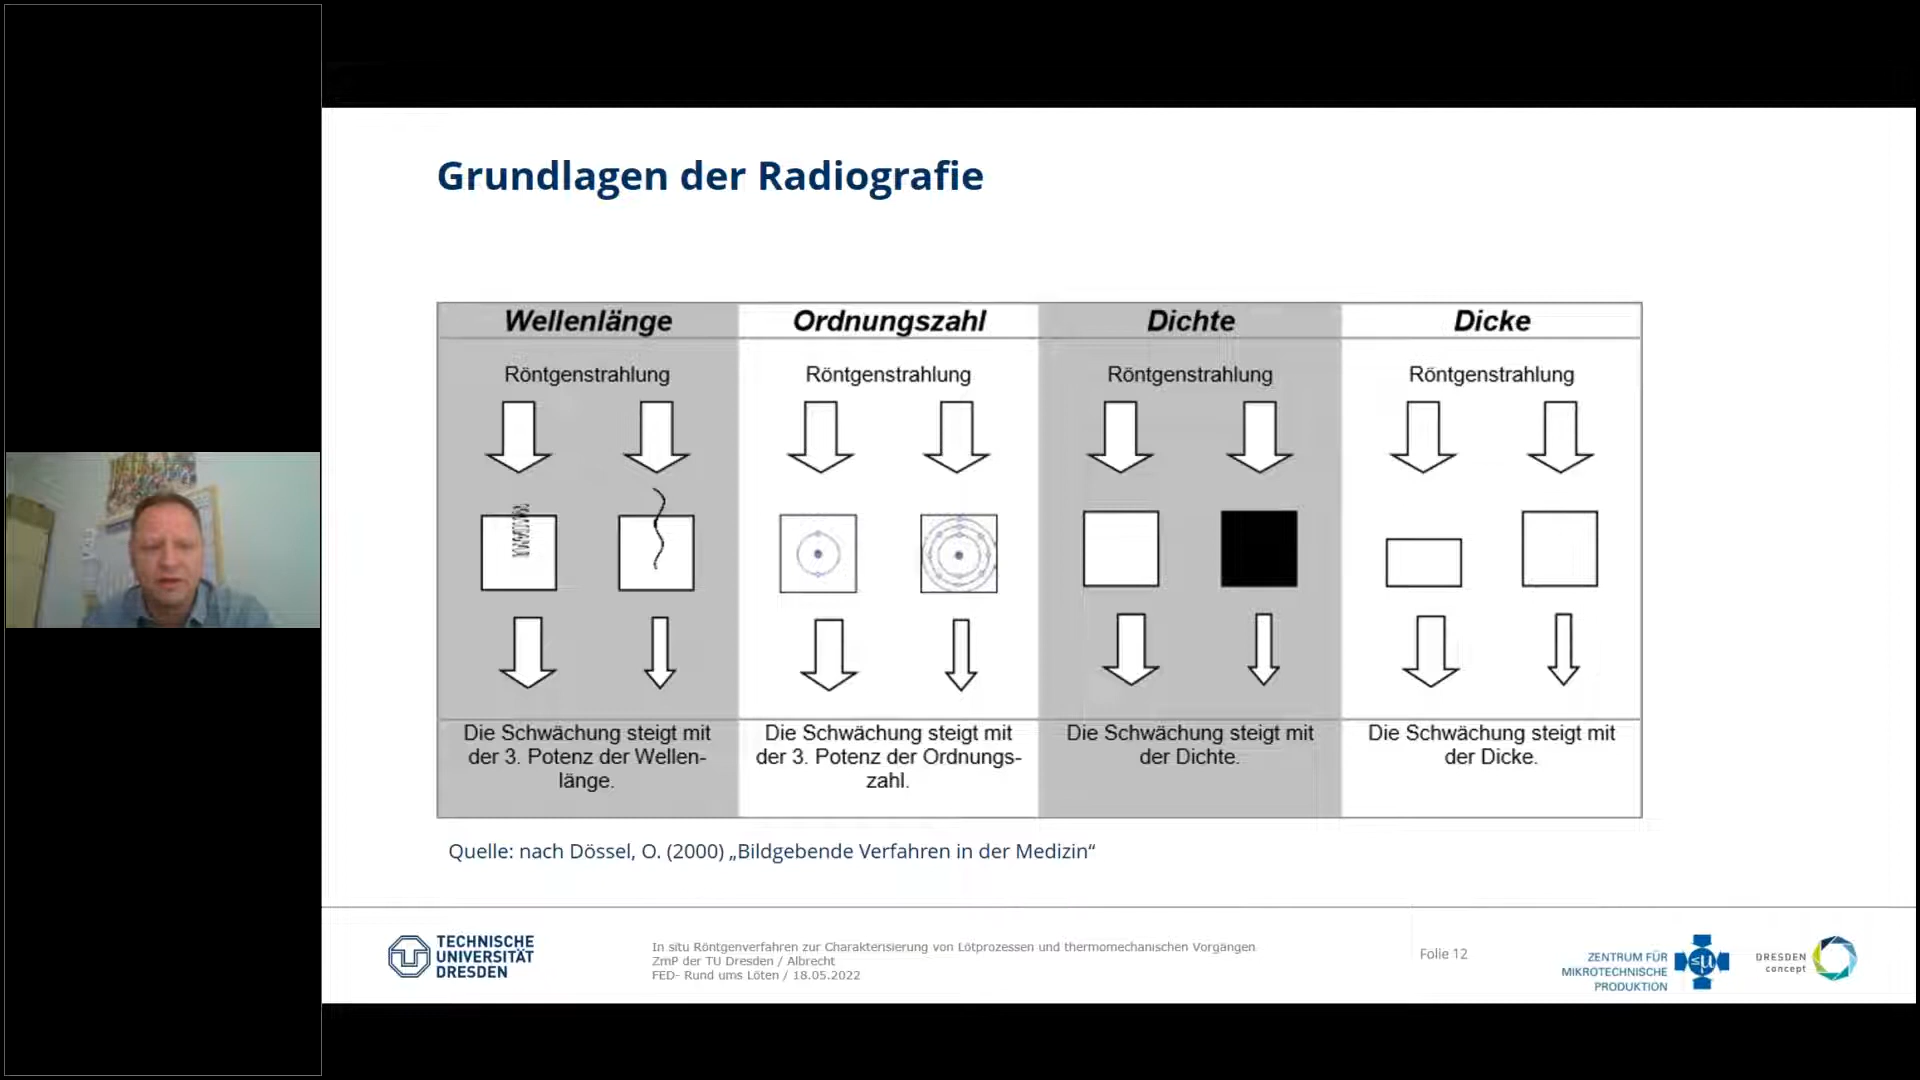 Grundlagen der Radiografie
Wellenlänge
Röntgenstrahlung
Die Schwächung steigt mit
der 3. Potenz der Wellen-
länge.
Ordnungszahl
Röntgenstrahlung
Die Schwächung steigt mit
der 3. Potenz der Ordnungs-
zahl.
Dichte
Röntgenstrahlung
Die Schwächung steigt mit
der Dichte.
Dicke
Röntgenstrahlung
Die Schwächung steigt mit
der Dicke.
Quelle: nach Dössel, O. (2000) „Bildgebende Verfahren in der Medizin“
TECHNISCHE
UNIVERSITÄT
DRESDEN
In situ Röntgenverfahren zur Charakterisierung von Lötprozessen und thermomechanischen Vorgängen
ZmP der TU Dresden / Albrecht
FED- Rund ums Löten / 18.05.2022
Folie 12
ZENTRUM FÜR
MIKROTECHNISCHE
PRODUKTION
sµ
DRESDEN
concept